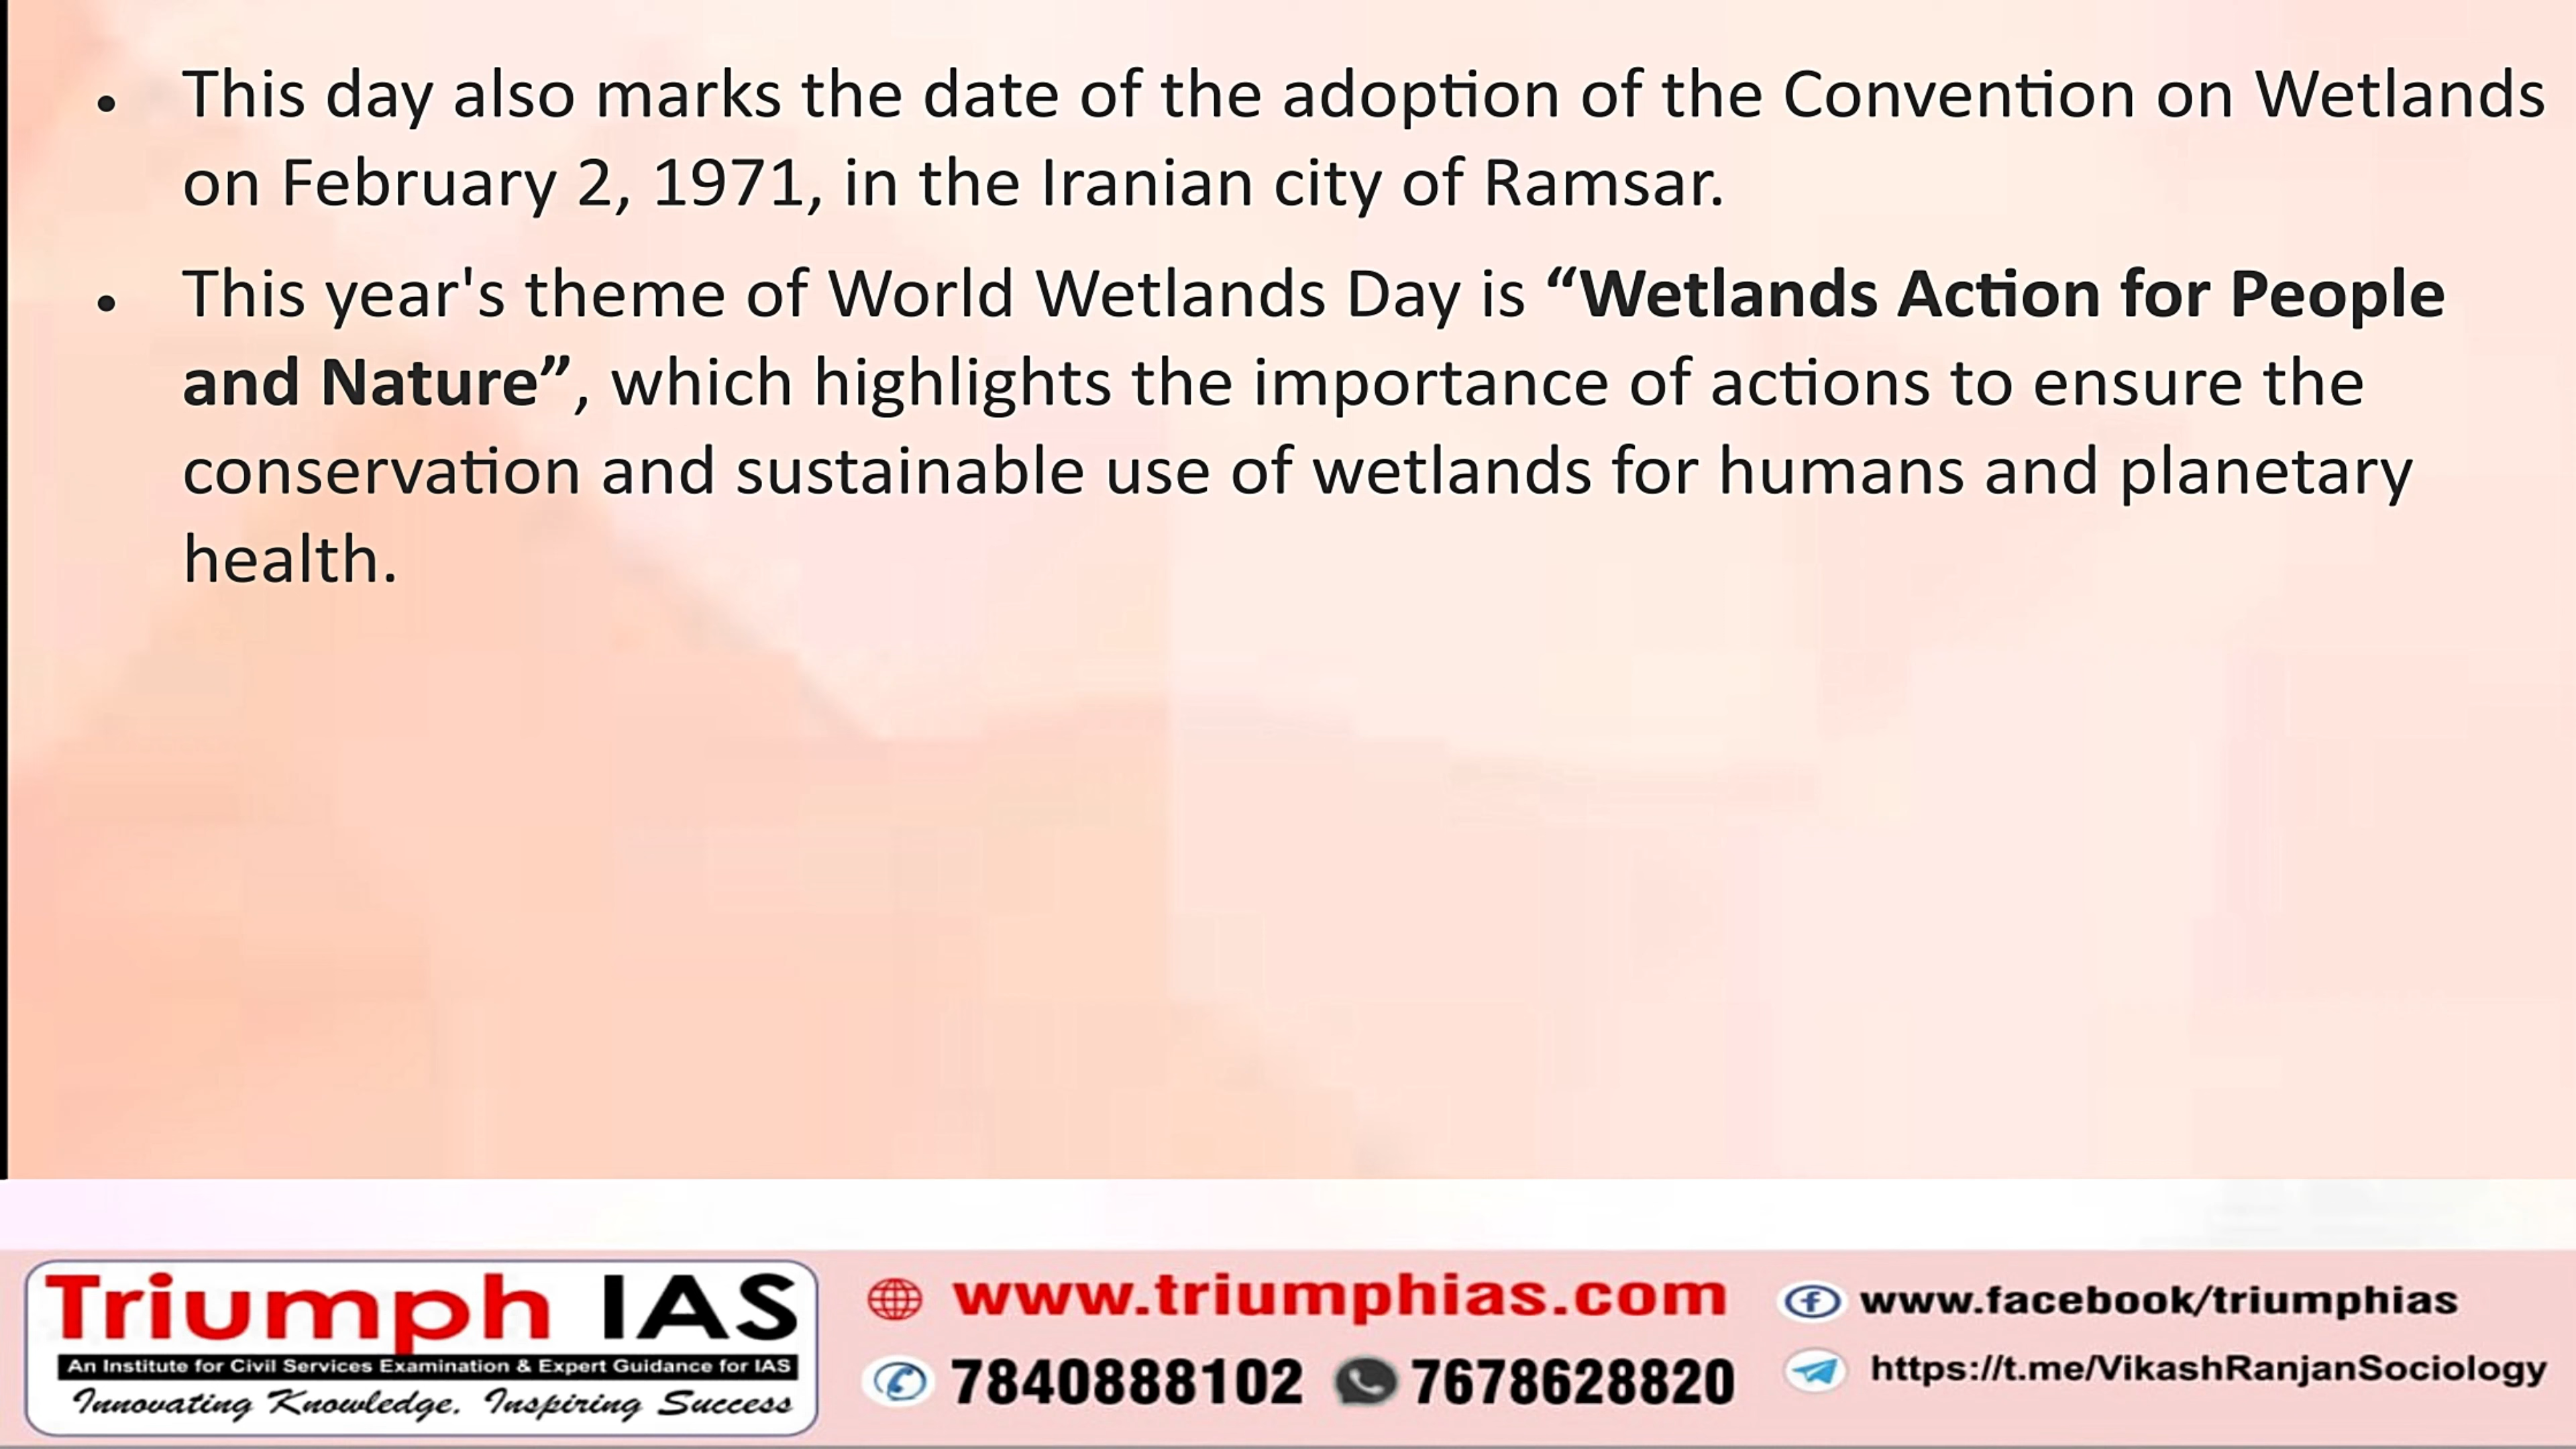 • This day also marks the date of the adoption of the Convention on Wetlands
on February 2, 1971, in the Iranian city of Ramsar.
• This year's theme of World Wetlands Day is “Wetlands Action for People
and Nature”, which highlights the importance of actions to ensure the
conservation and sustainable use of wetlands for humans and planetary
health.
Triumph IAS
An Institute for Civil Services Examination & Expert Guidance for IAS
Innovating Knowledge. Inspiring Success
www.triumphias.com
7840888102 7678628820
www.facebook/triumphias
https://t.me/VikashRanjanSociology